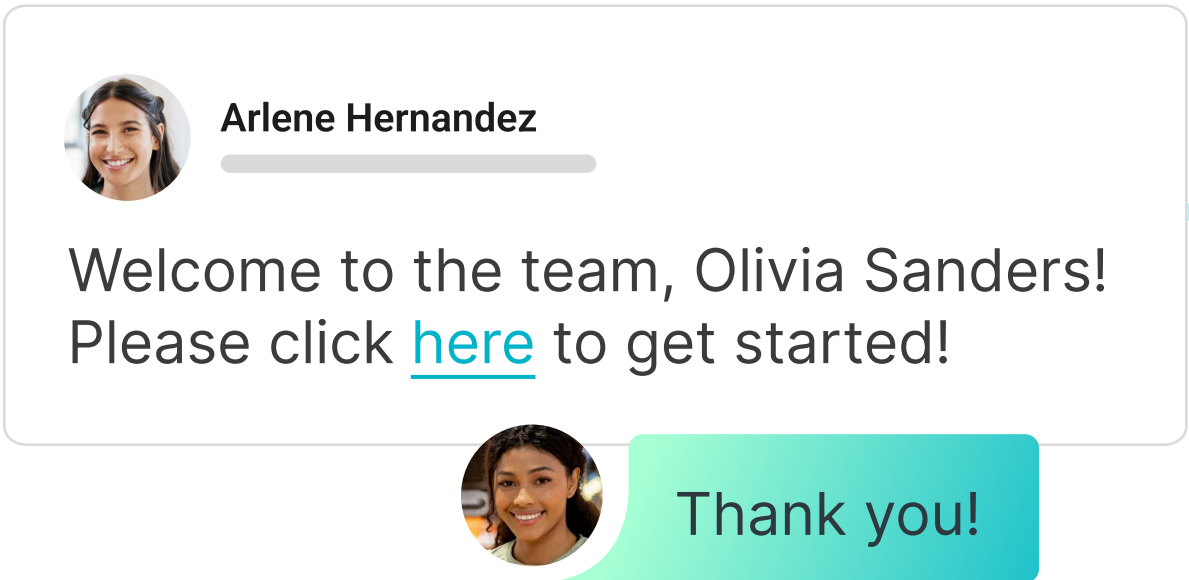 Arlene Hernandez
Welcome to the team, Olivia Sanders!
Please click here to get started!
Thank you!